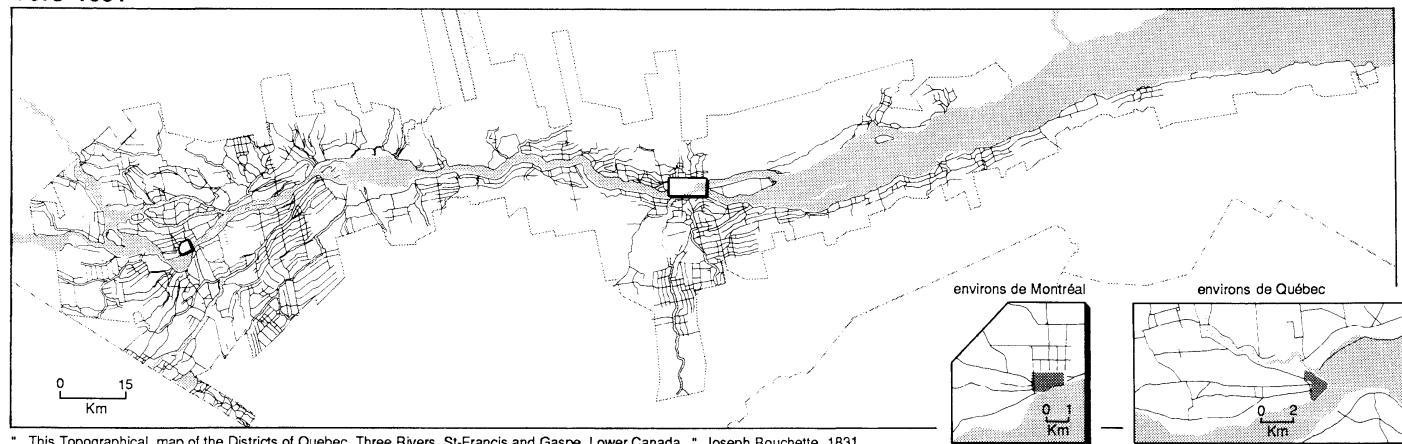 environs de Montréal
environs de Québec
0 15
Km
0 1
Km
0 2
Km
" This Topographical map of the Districts of Quebec, Three Rivers, St-Francis and Gaspe, Lower Canada. " Joseph Bouchette, 1831